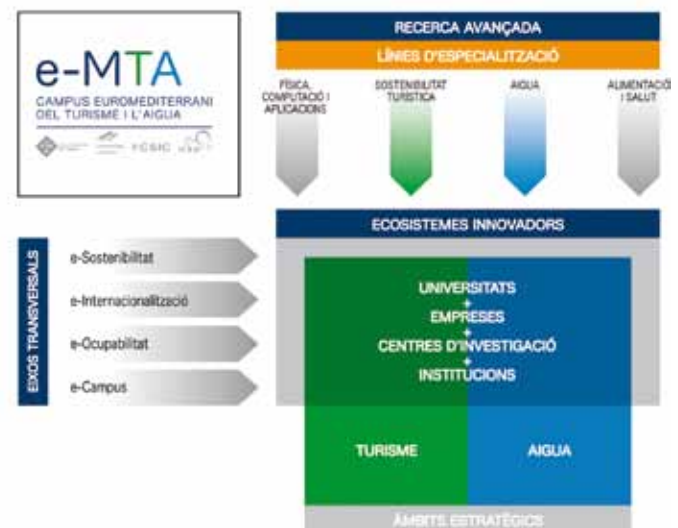 e-MTA
CAMPUS EUROMEDITERRANI
DEL TURISME I L'AIGUA
CSIC
RECERCA AVANÇADA
LÍNIES D'ESPECIALITZACIÓ
FÍSICA,
COMPUTACIÓ I
APLICACIONS
SOSTENIBILITAT
TURÍSTICA
AIGUA
ALIMENTACIÓ
I SALUT
ECOSISTEMES INNOVADORS
EIXOS TRANSVERSALS
e-Sostenibilitat
e-Internacionalització
e-Ocupabilitat
e-Campus
UNIVERSITATS
+
EMPRESES
+
CENTRES D'INVESTIGACIÓ
+
INSTITUCIONS
TURISME
AIGUA
ÀMBITS ESTRATÈGICS